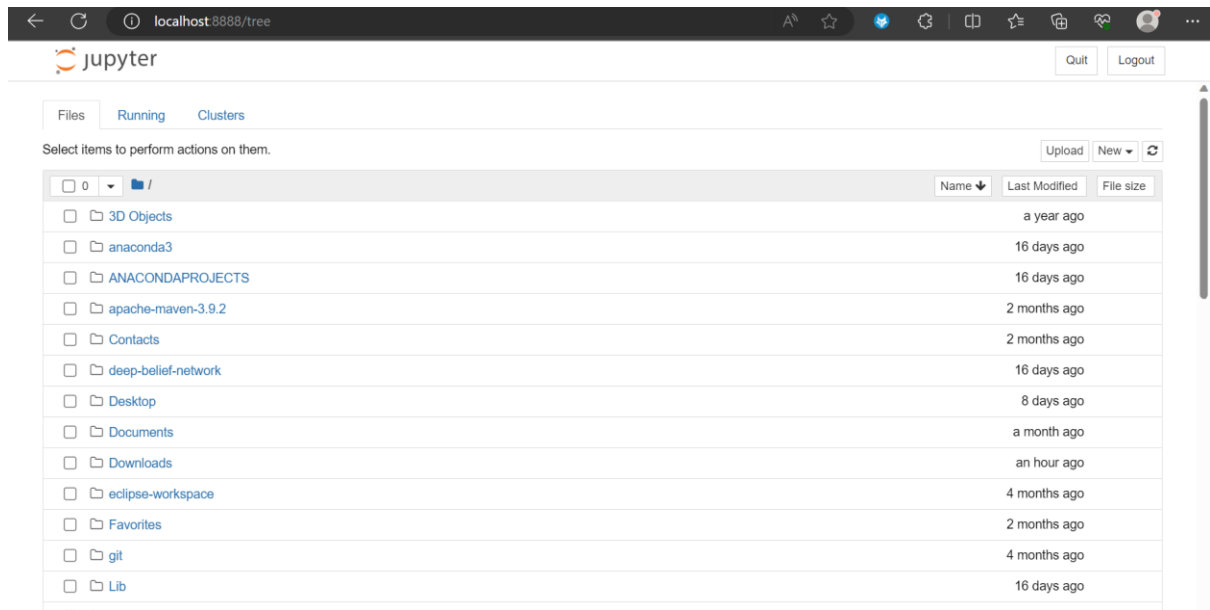 localhost:8888/tree
jupyter
Quit Logout
Files Running Clusters
Select items to perform actions on them.
Upload New
0 /
Name Last Modified File size
3D Objects a year ago
anaconda3 16 days ago
ANACONDAPROJECTS 16 days ago
apache-maven-3.9.2 2 months ago
Contacts 2 months ago
deep-belief-network 16 days ago
Desktop 8 days ago
Documents a month ago
Downloads an hour ago
eclipse-workspace 4 months ago
Favorites 2 months ago
git 4 months ago
Lib 16 days ago